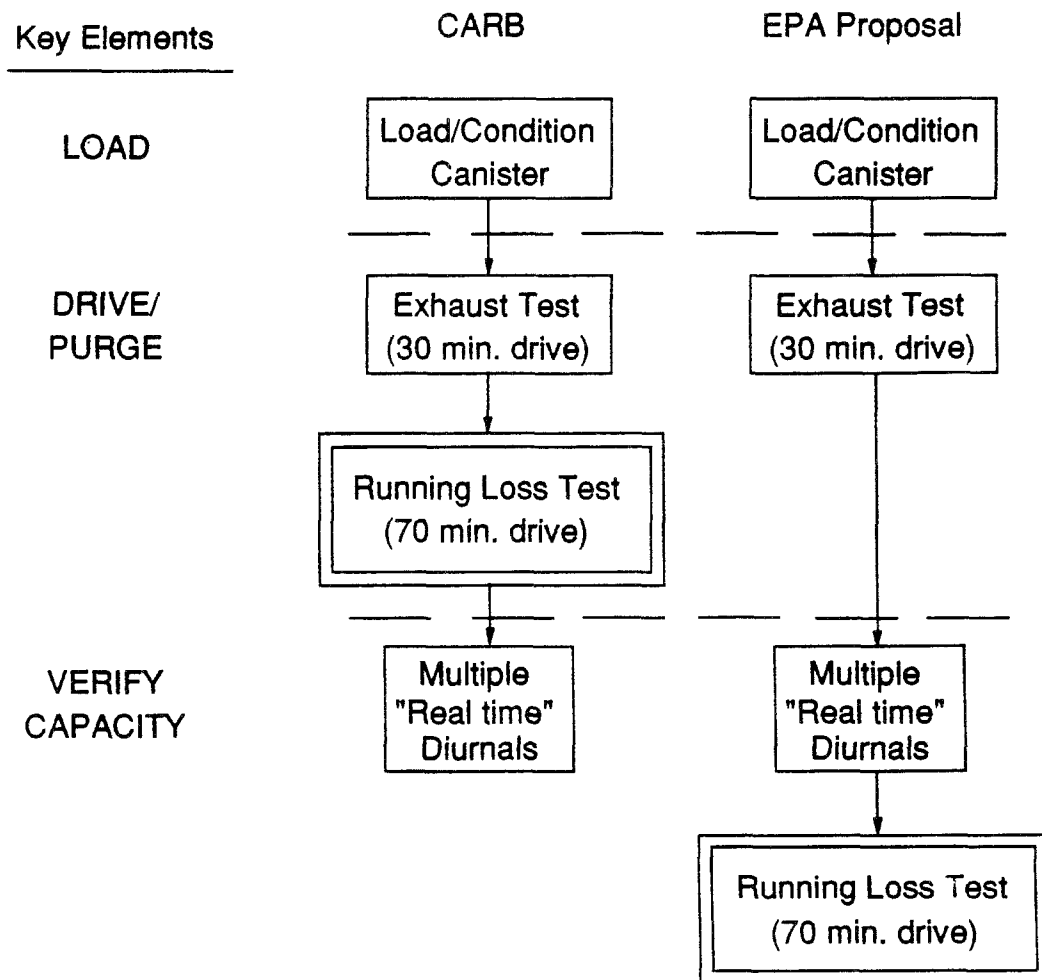 Key Elements
CARB
EPA Proposal
LOAD
Load/Condition
Canister
Load/Condition
Canister
DRIVE/
PURGE
Exhaust Test
(30 min. drive)
Exhaust Test
(30 min. drive)
Running Loss Test
(70 min. drive)
VERIFY
CAPACITY
Multiple
"Real time"
Diurnals
Multiple
"Real time"
Diurnals
Running Loss Test
(70 min. drive)